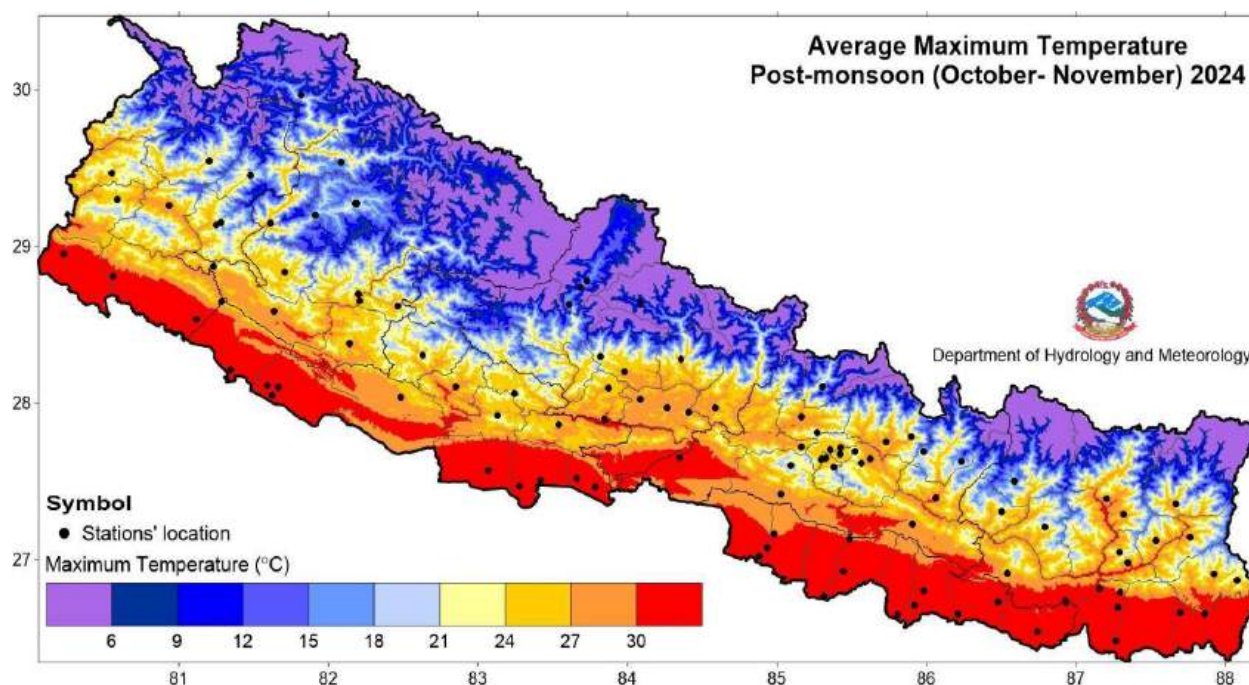 Average Maximum Temperature
Post-monsoon (October- November) 2024
30
29
28
27
Department of Hydrology and Meteorology
Symbol
Stations' location
Maximum Temperature (°C)
6 9 12 15 18 21 24 27 30
81 82 83 84 85 86 87 88